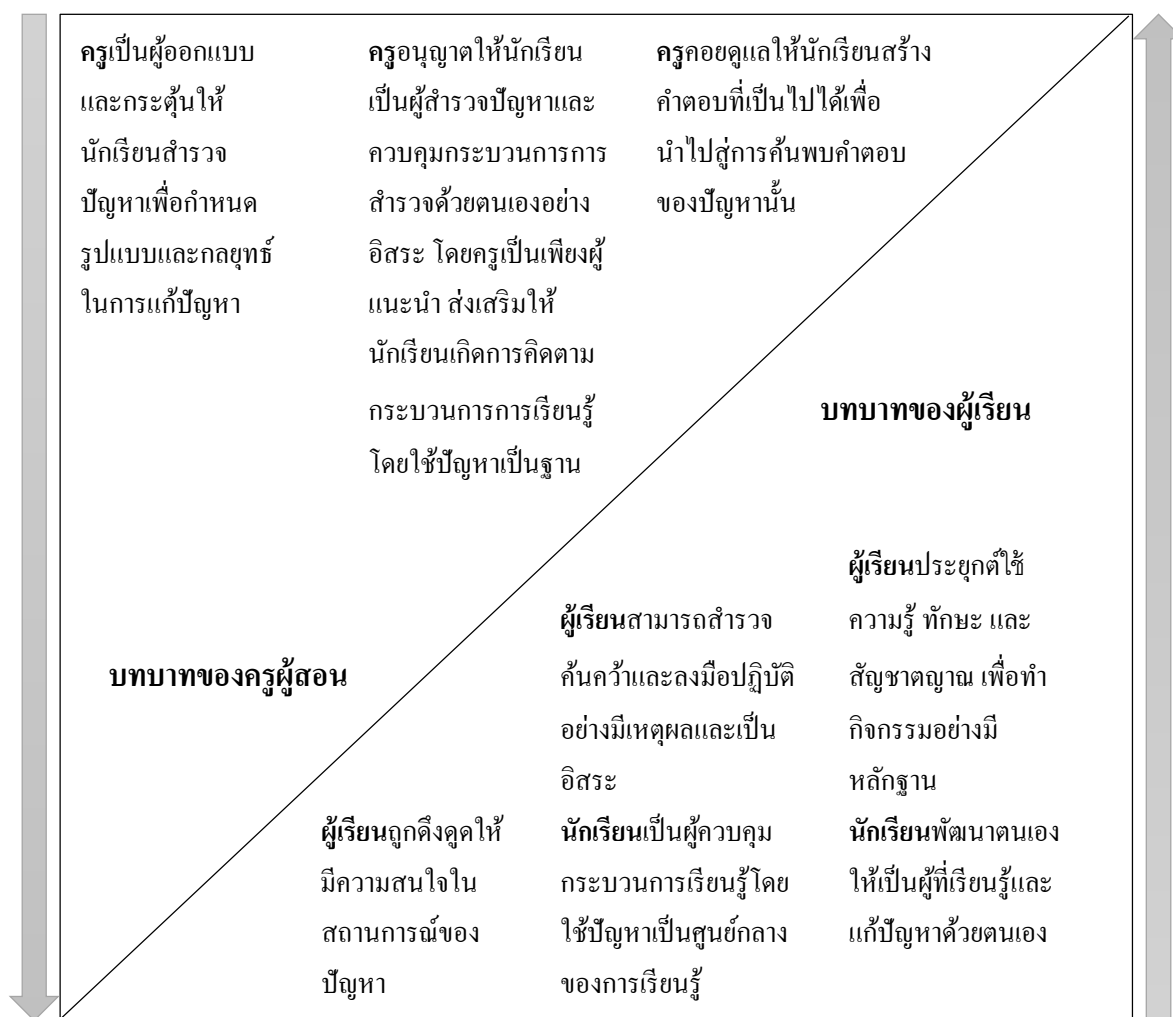 ครูเป็นผู้ออกแบบ
และกระตุ้นให้
นักเรียนสำรวจ
ปัญหาเพื่อกำหนด
รูปแบบและกลยุทธ์
ในการแก้ปัญหา
ครูอนุญาตให้นักเรียน
เป็นผู้สำรวจปัญหาและ
ควบคุมกระบวนการการ
สำรวจด้วยตนเองอย่าง
อิสระ โดยครูเป็นเพียงผู้
แนะนำ ส่งเสริมให้
นักเรียนเกิดการคิดตาม
กระบวนการการเรียนรู้
โดยใช้ปัญหาเป็นฐาน
ครูคอยดูแลให้นักเรียนสร้าง
คำตอบที่เป็นไปได้เพื่อ
นำไปสู่การค้นพบคำตอบ
ของปัญหานั้น
บทบาทของผู้เรียน
บทบาทของครูผู้สอน
ผู้เรียนถูกดึงดูดให้
มีความสนใจใน
สถานการณ์ของ
ปัญหา
ผู้เรียนสามารถสำรวจ
ค้นคว้าและลงมือปฏิบัติ
อย่างมีเหตุผลและเป็น
อิสระ
นักเรียนเป็นผู้ควบคุม
กระบวนการเรียนรู้โดย
ใช้ปัญหาเป็นศูนย์กลาง
ของการเรียนรู้
ผู้เรียนประยุกต์ใช้
ความรู้ ทักษะ และ
สัญชาตญาณ เพื่อทำ
กิจกรรมอย่างมี
หลักฐาน
นักเรียนพัฒนาตนเอง
ให้เป็นผู้ที่เรียนรู้และ
แก้ปัญหาด้วยตนเอง